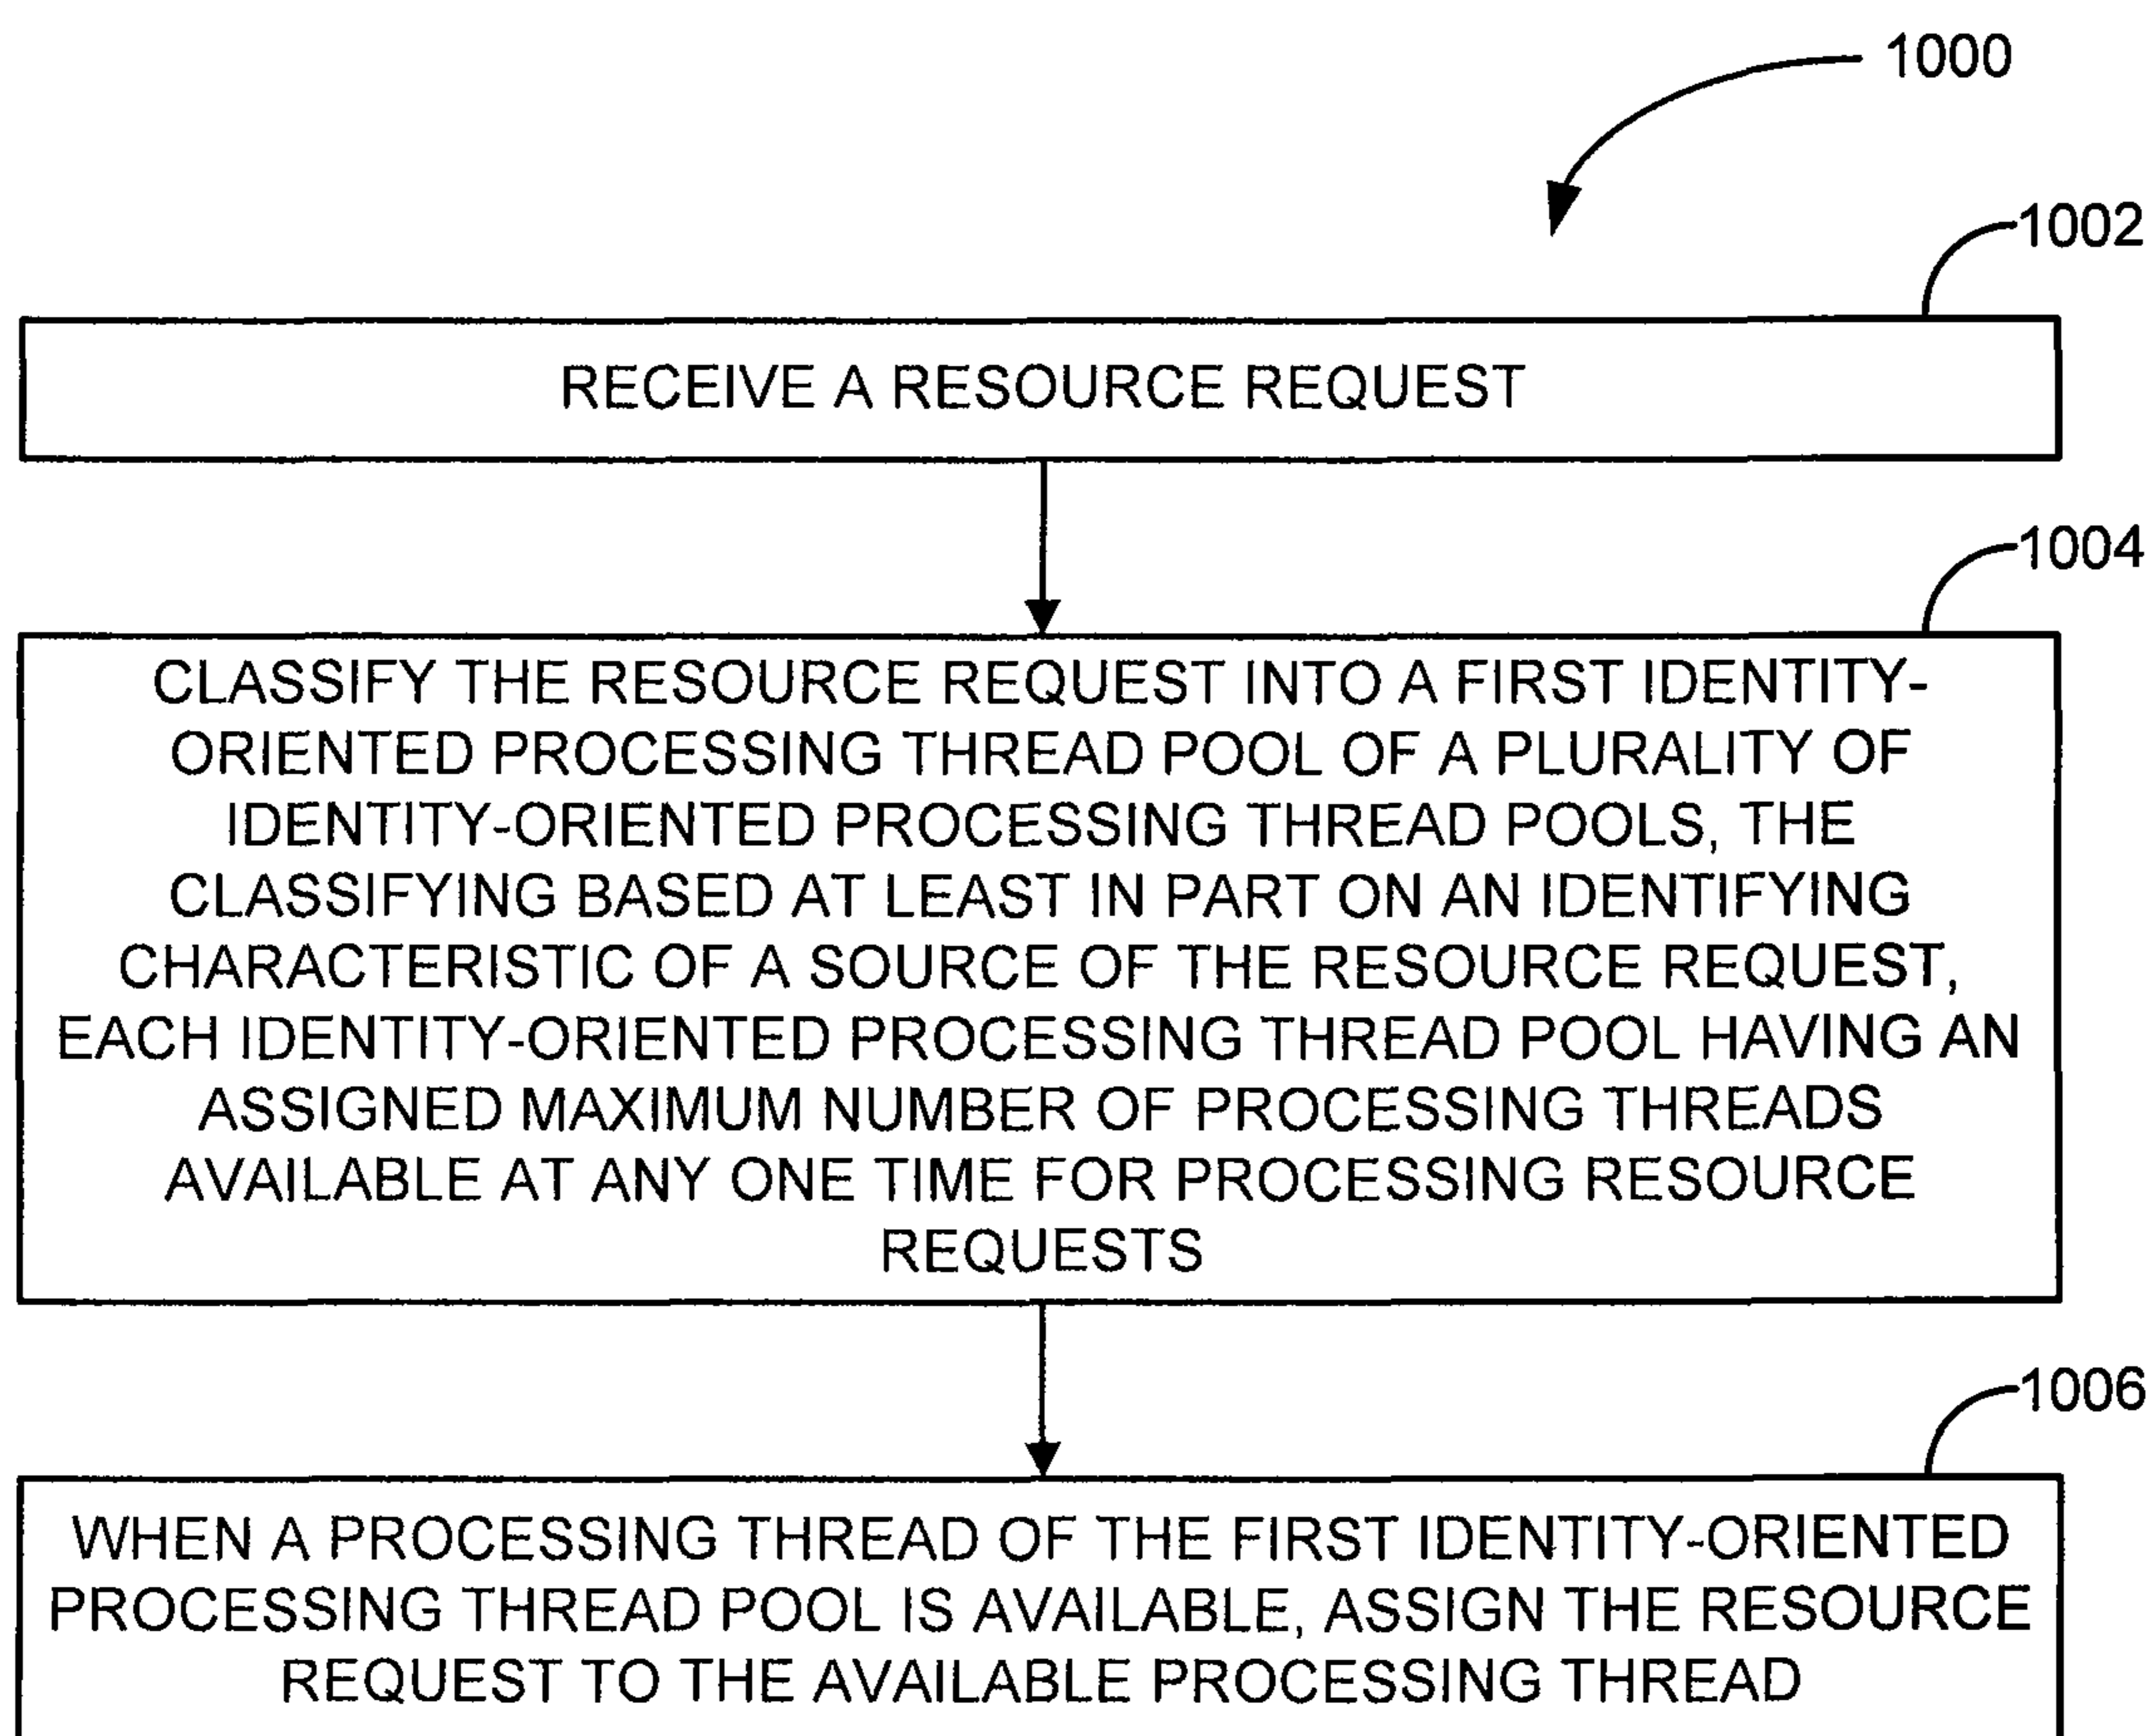 1000
1002
RECEIVE A RESOURCE REQUEST
1004
CLASSIFY THE RESOURCE REQUEST INTO A FIRST IDENTITY-
ORIENTED PROCESSING THREAD POOL OF A PLURALITY OF
IDENTITY-ORIENTED PROCESSING THREAD POOLS, THE
CLASSIFYING BASED AT LEAST IN PART ON AN IDENTIFYING
CHARACTERISTIC OF A SOURCE OF THE RESOURCE REQUEST,
EACH IDENTITY-ORIENTED PROCESSING THREAD POOL HAVING AN
ASSIGNED MAXIMUM NUMBER OF PROCESSING THREADS
AVAILABLE AT ANY ONE TIME FOR PROCESSING RESOURCE
REQUESTS
1006
WHEN A PROCESSING THREAD OF THE FIRST IDENTITY-ORIENTED
PROCESSING THREAD POOL IS AVAILABLE, ASSIGN THE RESOURCE
REQUEST TO THE AVAILABLE PROCESSING THREAD